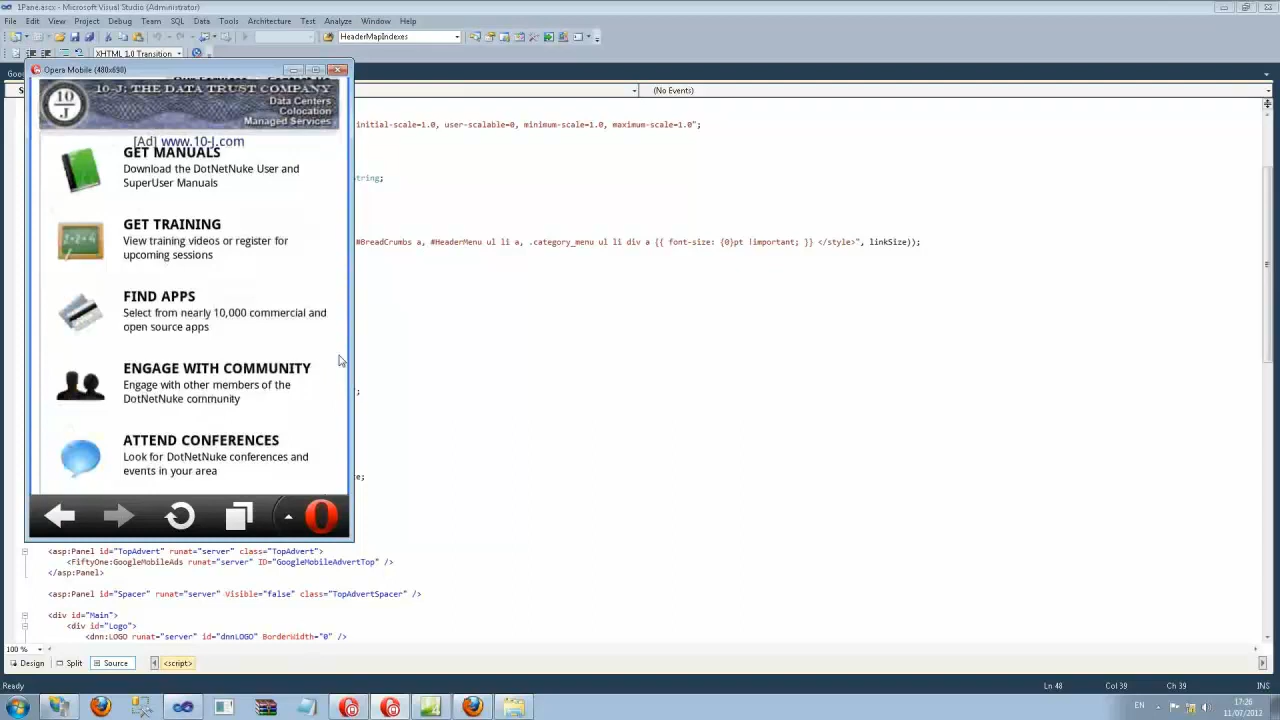 1Pane.ascx - Microsoft Visual Studio (Administrator)
File Edit View Project Debug Team SQL Data Tools Architecture Test Analyze Window Help
HeaderMapIndexes
XHTML 1.0 Transition
Opera Mobile (480x690)
(No Events)
10-J: THE DATA TRUST COMPANY
Data Centers
Colocation
Managed Services
10
J
[Ad] www.10-J.com
GET MANUALS
Download the DotNetNuke User and
SuperUser Manuals
GET TRAINING
View training videos or register for
upcoming sessions
FIND APPS
Select from nearly 10,000 commercial and
open source apps
ENGAGE WITH COMMUNITY
Engage with other members of the
DotNetNuke community
ATTEND CONFERENCES
Look for DotNetNuke conferences and
events in your area
initial-scale=1.0, user-scalable=0, minimum-scale=1.0, maximum-scale=1.0";
tring;
#BreadCrumbs a, #HeaderMenu ul li a, .category_menu ul li div a {{ font-size: {0}pt !important; }} </style>", linkSize));
;
e;
<asp:Panel id="TopAdvert" runat="server" class="TopAdvert">
<FiftyOne:GoogleMobileAds runat="server" ID="GoogleMobileAdvertTop" />
</asp:Panel>
<asp:Panel id="Spacer" runat="server" Visible="false" class="TopAdvertSpacer" />
<div id="Main">
<div id="Logo">
<dnn:LOGO runat="server" id="dnnLOGO" BorderWidth="0" />
100 %
Design Split Source <script>
Ready Ln 48 Col 39 Ch 39 INS
EN 17:26
11/07/2012